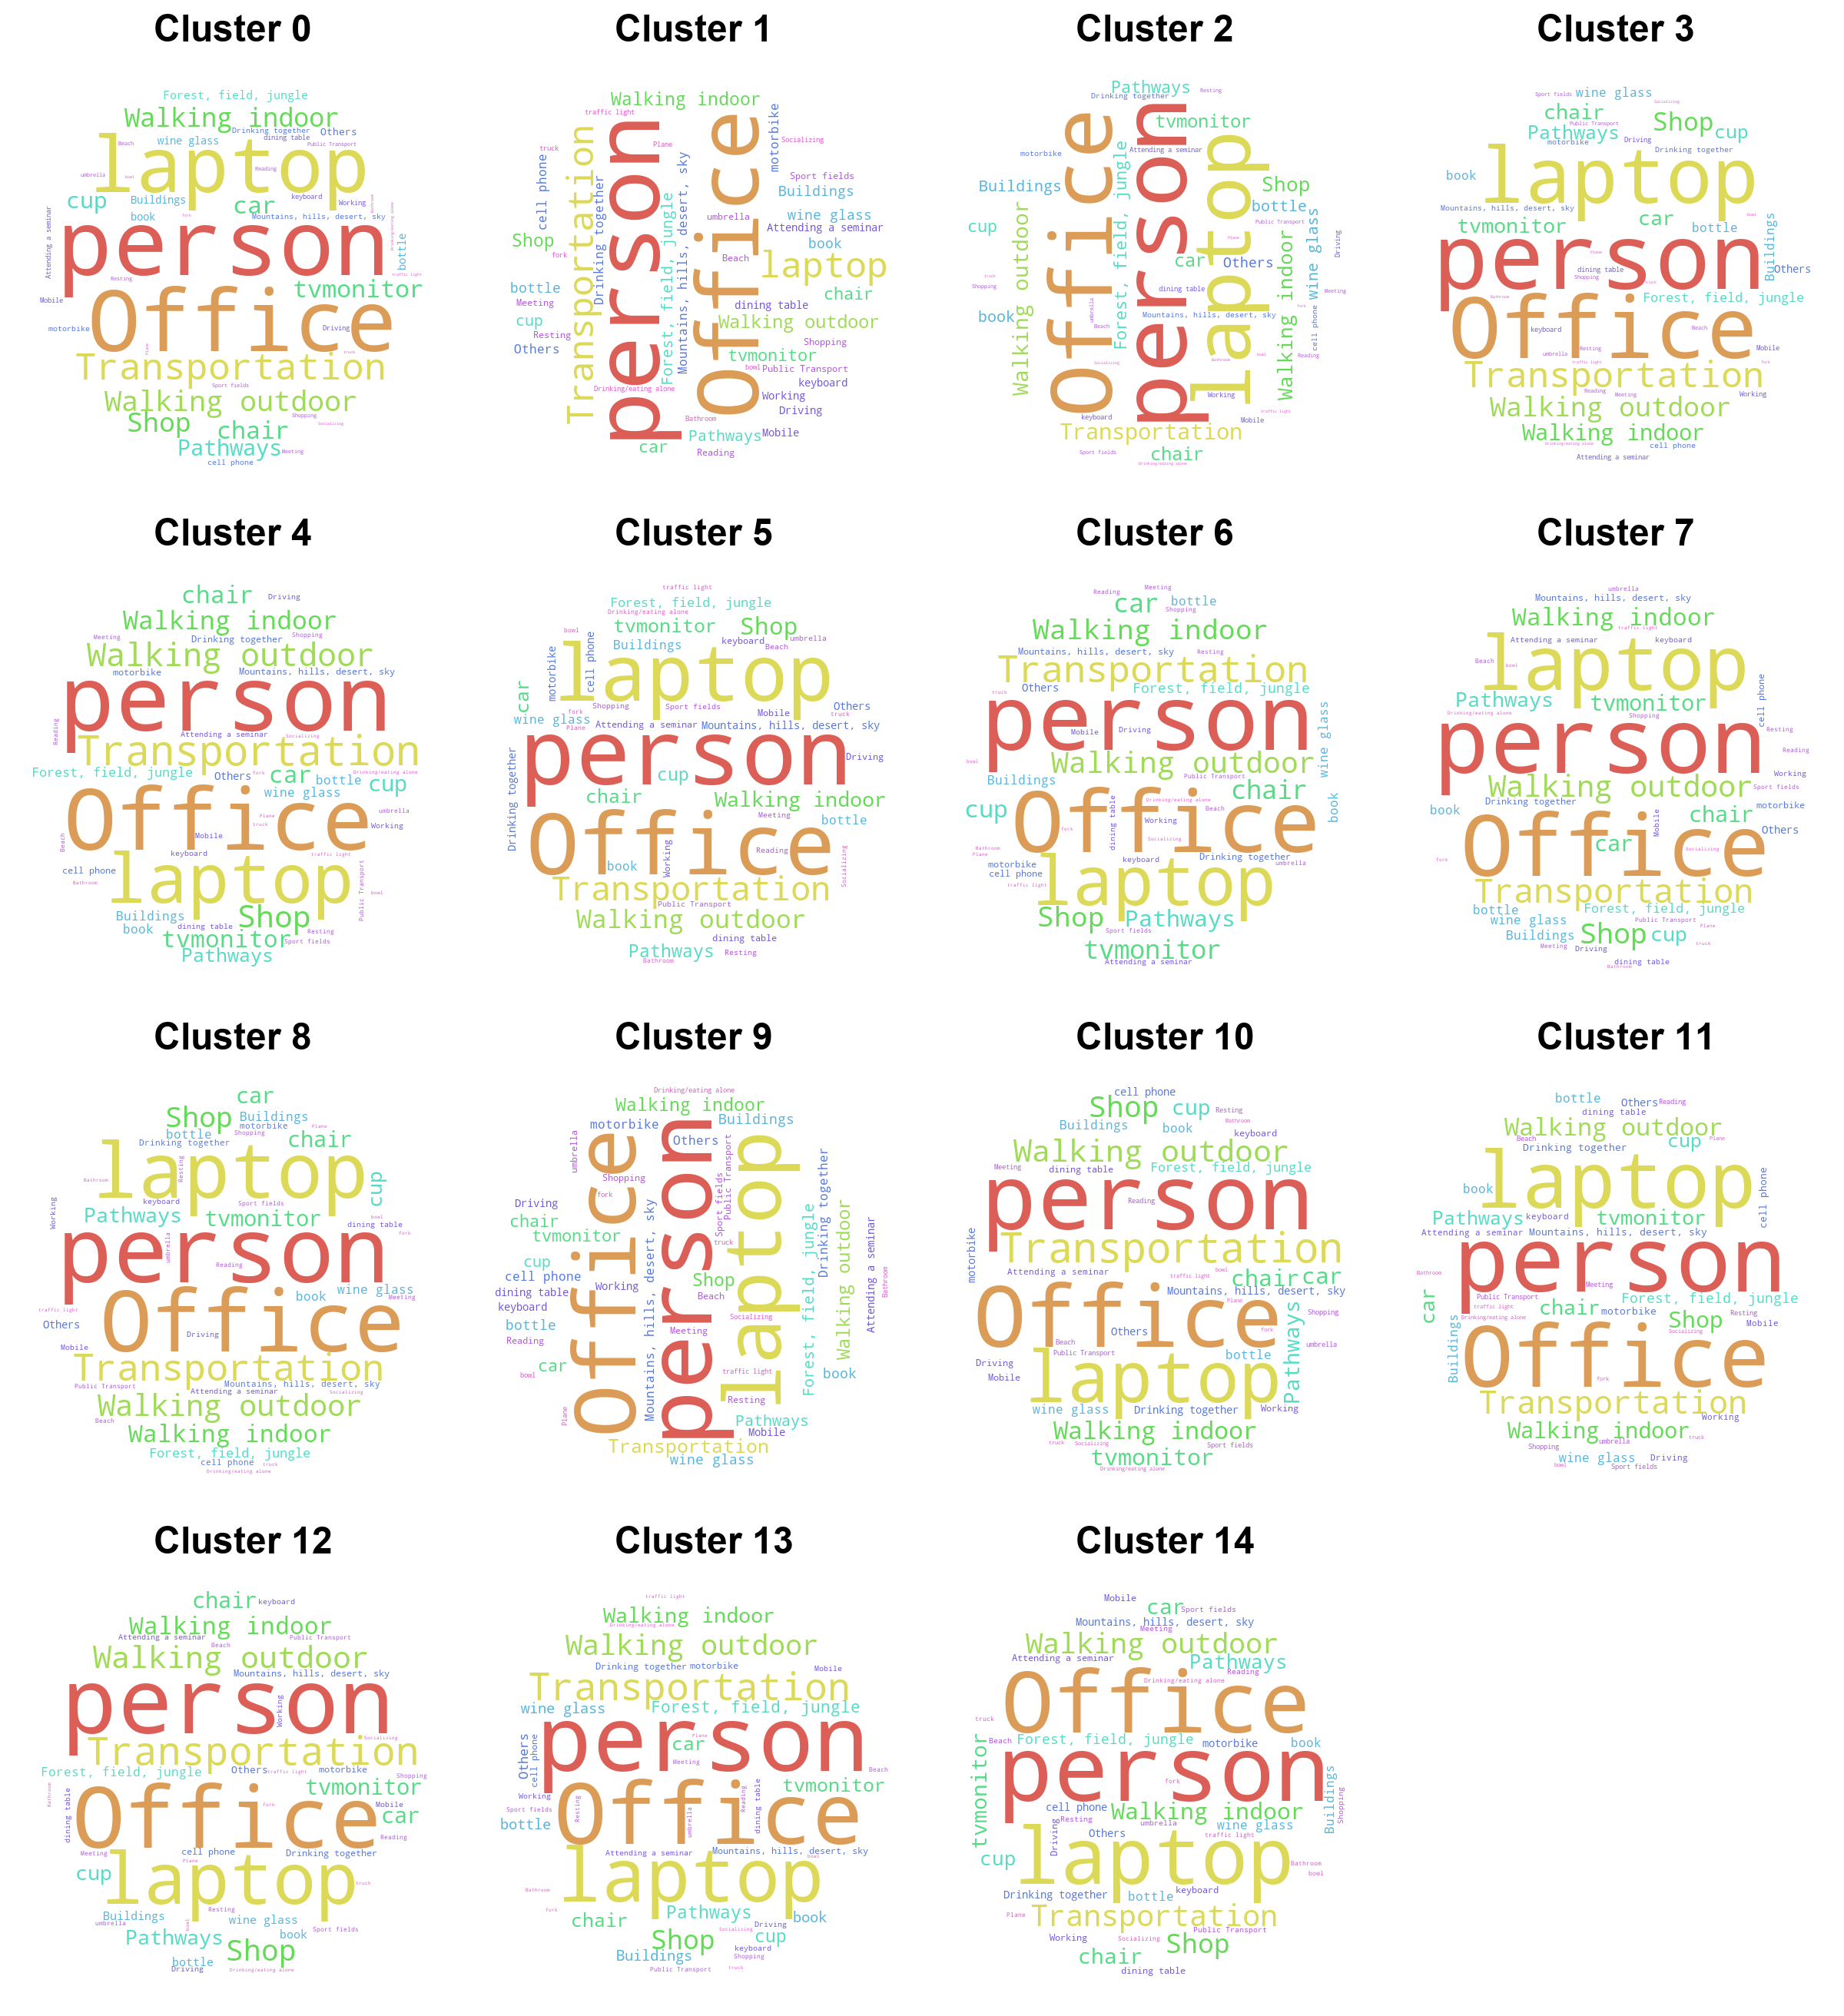 Cluster 0
Forest, field, jungle
Walking indoor
Drinking together
Others
wine glass
dining table
Public Transport
Beach
laptop
Reading
umbrella
bowl
cup
Buildings
keyboard
Working
book
car
fork
Mountains, hills, desert, sky
Attending a seminar
person
bottle
Resting
traffic light
tvmonitor
Mobile
Office
motorbike
Driving
Plane
truck
Transportation
Sport fields
Walking outdoor
Shop
Shopping
chair
Socializing
Pathways
Meeting
cell phone
Cluster 1
Walking indoor
traffic light
motorbike
truck
Transportation
person
Plane
Office
Socializing
cell phone
Drinking together
Mountains, hills, desert, sky
Sport fields
Buildings
Forest, field, jungle
umbrella
wine glass
Attending a seminar
Shop
book
fork
Beach
laptop
bottle
chair
Meeting
dining table
cup
Walking outdoor
Resting
Shopping
Others
tvmonitor
bowl
Public Transport
keyboard
Drinking/eating alone
Working
Driving
Bathroom
Pathways
Mobile
car
Reading
Cluster 2
Pathways
Resting
Drinking together
Office
person
tvmonitor
laptop
motorbike
Forest, field, jungle
Attending a seminar
Buildings
Shop
bottle
Walking outdoor
cup
Public Transport
wine glass
Plane
Walking indoor
Driving
car
Others
truck
Shopping
dining table
Meeting
umbrella
book
Mountains, hills, desert, sky
fork
Beach
cell phone
Socializing
Bathroom
bowl
Reading
Working
keyboard
traffic light
Mobile
Transportation
Sport fields
chair
Drinking/eating alone
Cluster 3
Sport fields
wine glass
Socializing
chair
Public Transport
Shop
Pathways
cup
motorbike
Driving
laptop
Drinking together
book
Mountains, hills, desert, sky
bowl
tvmonitor
car
bottle
Buildings
person
Plane
Others
dining table
Shopping
truck
Bathroom
Forest, field, jungle
Office
keyboard
Beach
Resting
Mobile
umbrella
traffic light
fork
Transportation
Reading
Meeting
Working
Walking outdoor
Walking indoor
Drinking/eating alone
cell phone
Attending a seminar
Cluster 4
chair
Driving
Walking indoor
Meeting
Drinking together
Shopping
Walking outdoor
motorbike
Mountains, hills, desert, sky
person
Reading
Attending a seminar
Socializing
Transportation
Forest, field, jungle
Others
fork
car
bottle
Drinking/eating alone
cup
wine glass
Office
umbrella
Plane
truck
Working
Beach
Mobile
keyboard
traffic light
laptop
cell phone
Bathroom
Public Transport
bowl
Buildings
Shop
book
dining table
Resting
tvmonitor
Sport fields
Pathways
Cluster 5
traffic light
Forest, field, jungle
Drinking/eating alone
bowl
tvmonitor
Shop
Buildings
keyboard
umbrella
Beach
motorbike
cell phone
laptop
car
fork
Shopping
Sport fields
Others
wine glass
Mobile
truck
Plane
Attending a seminar
Mountains, hills, desert, sky
person
Driving
Drinking together
cup
chair
Walking indoor
Meeting
bottle
Office
Working
Reading
Socializing
book
Transportation
Public Transport
Walking outdoor
dining table
Pathways
Resting
Bathroom
Cluster 6
Reading
Meeting
car
bottle
Shopping
Walking indoor
Mountains, hills, desert, sky
Resting
Transportation
Others
Forest, field, jungle
truck
person
Mobile
Driving
wine glass
Walking outdoor
bowl
Buildings
Public Transport
chair
cup
Office
Drinking/eating alone
Beach
book
dining table
Working
fork
Socializing
Bathroom
Plane
motorbike
keyboard
Drinking together
umbrella
cell phone
traffic light
laptop
Shop
Pathways
Sport fields
tvmonitor
Attending a seminar
Cluster 7
umbrella
Mountains, hills, desert, sky
Walking indoor
traffic light
Attending a seminar
keyboard
Beach
bowl
laptop
cell phone
Pathways
tvmonitor
Drinking/eating alone
Shopping
person
Resting
Reading
Walking outdoor
Working
Sport fields
book
Drinking together
chair
motorbike
Mobile
Others
Office
car
Socializing
fork
Transportation
bottle
Forest, field, jungle
wine glass
Public Transport
Plane
Buildings
Shop
cup
Meeting
Driving
truck
dining table
Bathroom
Cluster 8
car
Shop
Buildings
motorbike
Plane
bottle
Shopping
chair
Drinking together
laptop
Bathroom
Resting
cup
keyboard
Sport fields
Working
Pathways
tvmonitor
bowl
dining table
fork
person
umbrella
Reading
book
wine glass
Meeting
traffic light
Office
Others
Driving
Mobile
Transportation
Public Transport
Mountains, hills, desert, sky
Attending a seminar
Socializing
Walking outdoor
Beach
Walking indoor
Forest, field, jungle
cell phone
truck
Drinking/eating alone
Cluster 9
Drinking/eating alone
Walking indoor
motorbike
Buildings
Office
person
Others
laptop
umbrella
Public Transport
Drinking together
Shopping
fork
Driving
Mountains, hills, desert, sky
Sport fields
Walking outdoor
chair
tvmonitor
truck
Forest, field, jungle
Attending a seminar
Bathroom
cup
cell phone
Working
Shop
dining table
Beach
keyboard
Socializing
bottle
Meeting
Reading
car
bowl
traffic light
book
Resting
Plane
Pathways
Mobile
Transportation
wine glass
Cluster 10
cell phone
Shop
cup
Resting
Bathroom
Buildings
book
keyboard
Walking outdoor
Meeting
dining table
Forest, field, jungle
person
Reading
motorbike
Transportation
Attending a seminar
traffic light
bowl
chair
car
Mountains, hills, desert, sky
Office
Plane
Pathways
Shopping
Others
fork
Beach
umbrella
Public Transport
bottle
Driving
Mobile
laptop
wine glass
Drinking together
Working
Walking indoor
truck
Socializing
Sport fields
tvmonitor
Drinking/eating alone
Cluster 11
bottle
Others
Reading
dining table
Walking outdoor
Beach
cup
Plane
Drinking together
laptop
cell phone
book
Pathways
keyboard
tvmonitor
Attending a seminar
Mountains, hills, desert, sky
person
Bathroom
Meeting
car
Public Transport
Forest, field, jungle
traffic light
chair
motorbike
Resting
Drinking/eating alone
Shop
Mobile
Buildings
Socializing
Office
fork
Transportation
Working
Walking indoor
truck
Shopping
umbrella
bowl
wine glass
Sport fields
Driving
Cluster 12
chair
keyboard
Walking indoor
Attending a seminar
Public Transport
Beach
Walking outdoor
Mountains, hills, desert, sky
person
Working
Socializing
Transportation
Forest, field, jungle
Others
traffic light
motorbike
Shopping
Bathroom
tvmonitor
Office
fork
Mobile
dining table
car
Reading
Meeting
cell phone
Drinking together
Plane
cup
laptop
truck
Resting
Buildings
umbrella
bowl
wine glass
Sport fields
book
Pathways
Shop
bottle
Driving
Drinking/eating alone
Cluster 13
traffic light
Walking indoor
Drinking/eating alone
Walking outdoor
Drinking together
motorbike
Mobile
Transportation
wine glass
Forest, field, jungle
person
Others
cell phone
Plane
car
Meeting
Beach
tvmonitor
Office
Working
Resting
Reading
dining table
Sport fields
umbrella
bottle
Attending a seminar
Mountains, hills, desert, sky
bowl
laptop
Bathroom
fork
Pathways
chair
book
Socializing
Driving
Shop
cup
keyboard
Buildings
Shopping
Public Transport
truck
Cluster 14
Mobile
car
Sport fields
Mountains, hills, desert, sky
Meeting
Walking outdoor
Attending a seminar
Pathways
Reading
Office
Drinking/eating alone
truck
Beach
Forest, field, jungle
motorbike
book
person
tvmonitor
fork
Buildings
Shopping
cell phone
Walking indoor
Resting
umbrella
wine glass
Driving
Others
traffic light
cup
laptop
Bathroom
bowl
Drinking together
bottle
keyboard
Plane
Transportation
Public Transport
Working
Socializing
Shop
chair
dining table